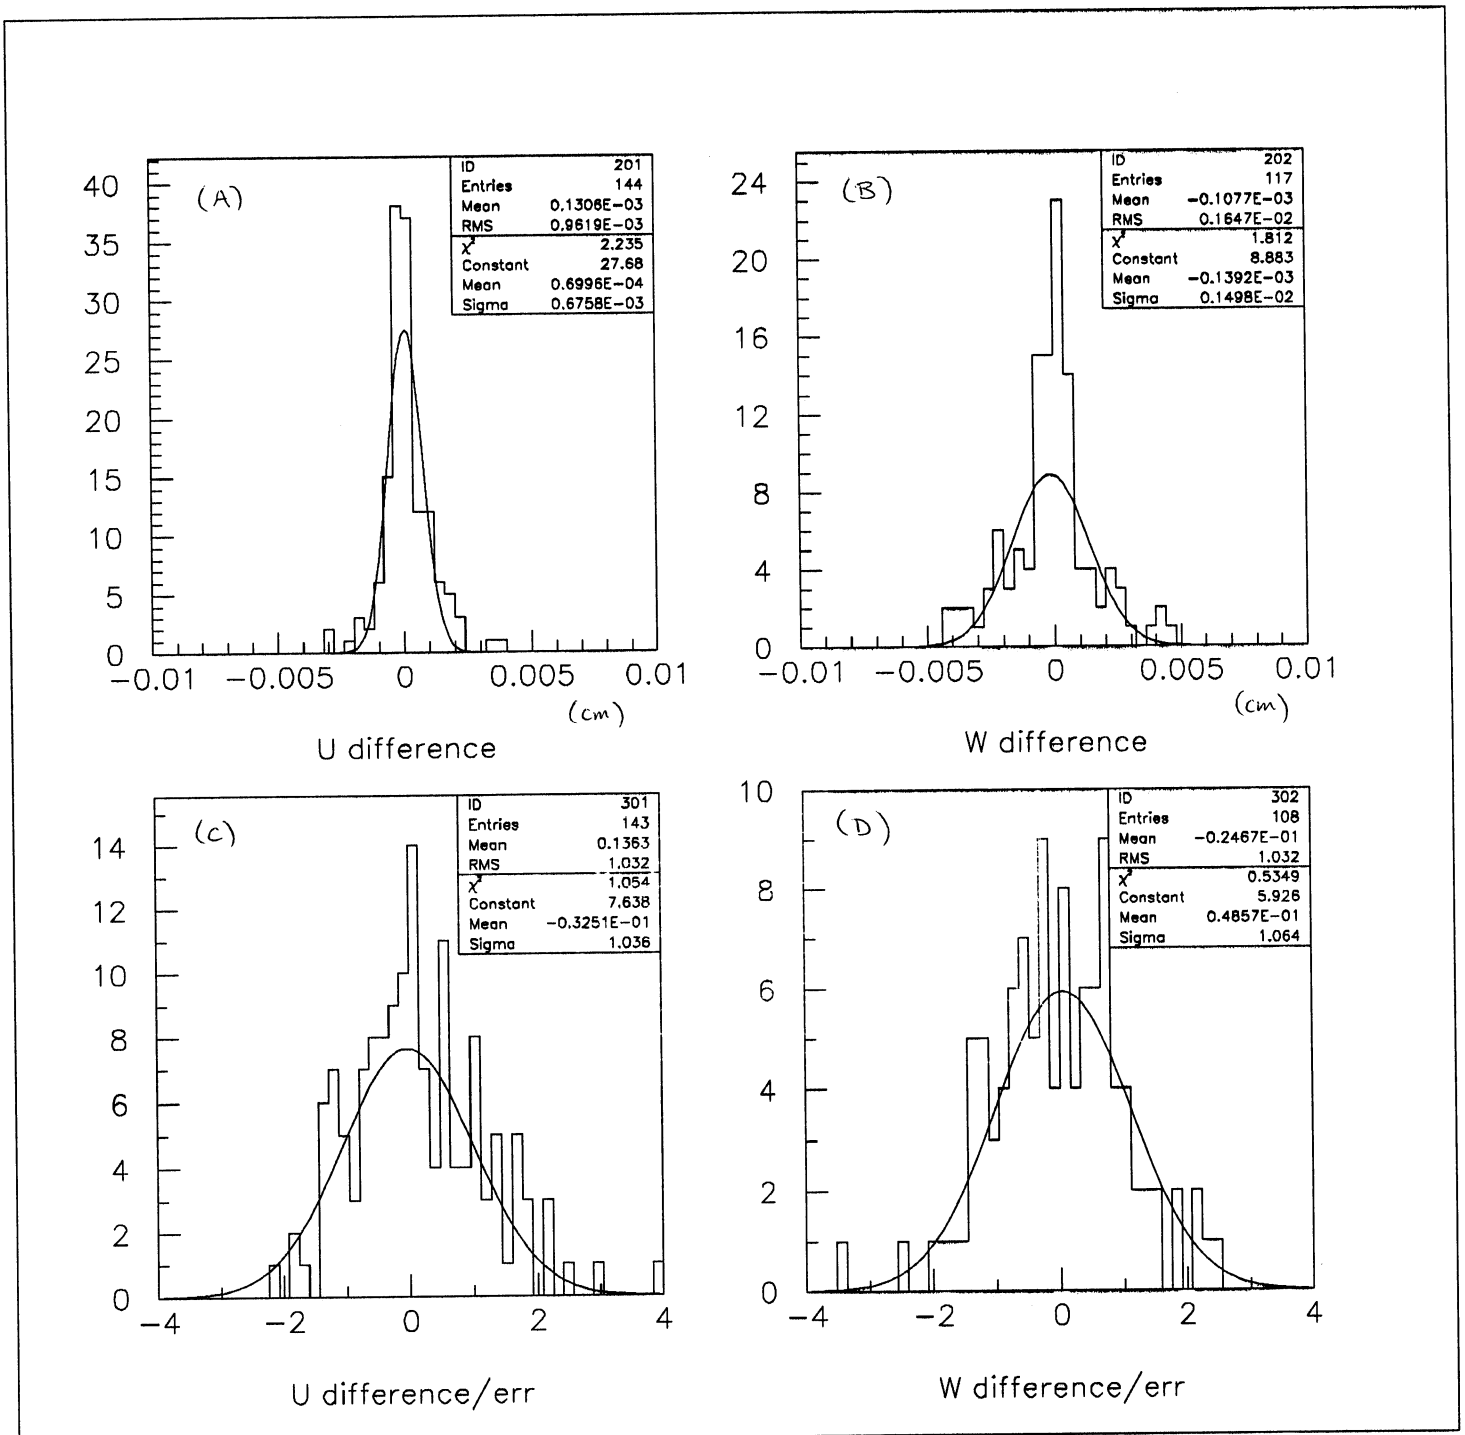 (A)
ID 201
Entries 144
Mean 0.1306E-03
RMS 0.9619E-03
χ² 2.235
Constant 27.68
Mean 0.6996E-04
Sigma 0.6758E-03
40
35
30
25
20
15
10
5
0
-0.01 -0.005 0 0.005 0.01
(cm)
U difference
(B)
ID 202
Entries 117
Mean -0.1077E-03
RMS 0.1647E-02
χ² 1.812
Constant 8.883
Mean -0.1392E-03
Sigma 0.1498E-02
24
20
16
12
8
4
0
-0.01 -0.005 0 0.005 0.01
(cm)
W difference
(C)
ID 301
Entries 143
Mean 0.1363
RMS 1.032
χ² 1.054
Constant 7.638
Mean -0.3251E-01
Sigma 1.036
14
12
10
8
6
4
2
0
-4 -2 0 2 4
U difference/err
(D)
ID 302
Entries 108
Mean -0.2467E-01
RMS 1.032
χ² 0.5349
Constant 5.926
Mean 0.4857E-01
Sigma 1.064
10
8
6
4
2
0
-4 -2 0 2 4
W difference/err